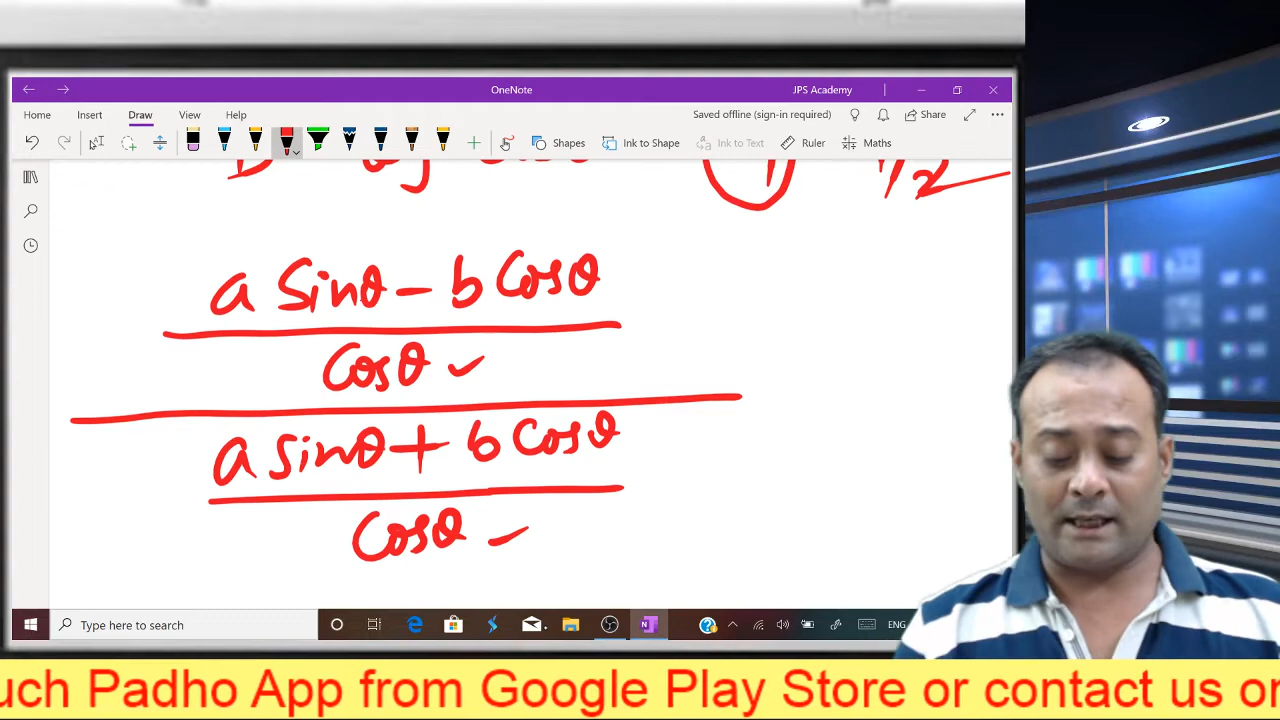 OneNote
JPS Academy
Home Insert Draw View Help
Saved offline (sign-in required)
Share
Shapes
Ink to Shape
Ink to Text
Ruler
Maths
1/2
a Sinθ - b Cosθ
Cosθ
a sinθ + b Cosθ
Cosθ
Type here to search
ENG
uch Padho App from Google Play Store or contact us or